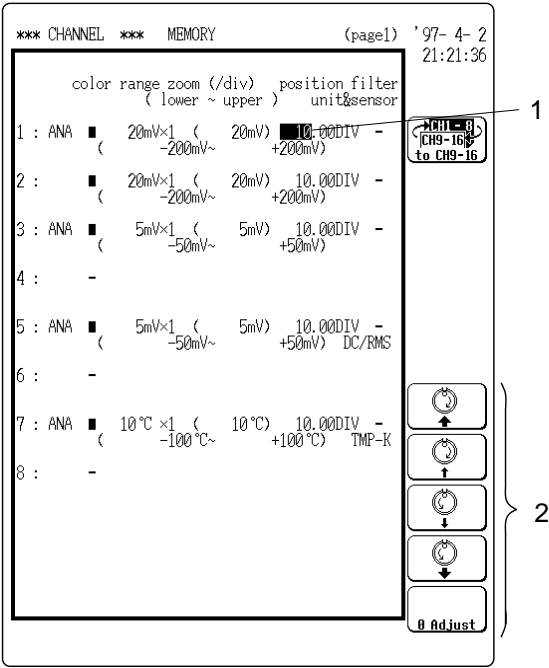 *** CHANNEL *** MEMORY (page1) '97- 4- 2
21:21:36
color range zoom (/div) position filter
( lower ~ upper ) unit&sensor
1 : ANA ■ 20mV×1 ( 20mV) 10.00DIV -
( -200mV~ +200mV)
1
→CH1 - 8
CH9-16
to CH9-16
2 : ■ 20mV×1 ( 20mV) 10.00DIV -
( -200mV~ +200mV)
3 : ANA ■ 5mV×1 ( 5mV) 10.00DIV -
( -50mV~ +50mV)
4 : -
5 : ANA ■ 5mV×1 ( 5mV) 10.00DIV -
( -50mV~ +50mV) DC/RMS
6 : -
7 : ANA ■ 10°C ×1 ( 10°C) 10.00DIV -
( -100°C~ +100°C) TMP-K
8 : -
2
0 Adjust